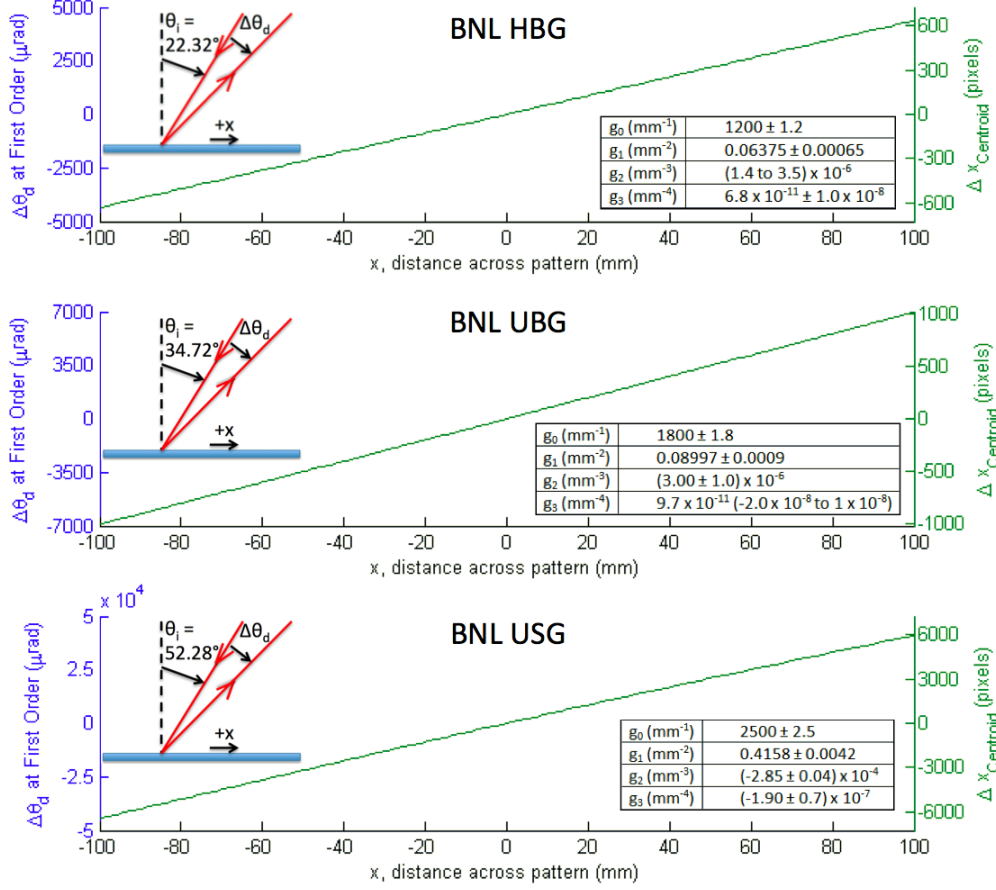 BNL HBG
θi = 22.32°
Δθd
+x
5000
2500
0
-2500
-5000
Δθd at First Order (μrad)
600
300
0
-300
-600
Δ xCentroid (pixels)
g0 (mm-1) 1200 ± 1.2
g1 (mm-2) 0.06375 ± 0.00065
g2 (mm-3) (1.4 to 3.5) x 10-6
g3 (mm-4) 6.8 x 10-11 ± 1.0 x 10-8
-100 -80 -60 -40 -20 0 20 40 60 80 100
x, distance across pattern (mm)
BNL UBG
θi = 34.72°
Δθd
+x
7000
3500
0
-3500
-7000
Δθd at First Order (μrad)
1000
500
0
-500
-1000
Δ xCentroid (pixels)
g0 (mm-1) 1800 ± 1.8
g1 (mm-2) 0.08997 ± 0.0009
g2 (mm-3) (3.00 ± 1.0) x 10-6
g3 (mm-4) 9.7 x 10-11 (-2.0 x 10-8 to 1 x 10-8)
-100 -80 -60 -40 -20 0 20 40 60 80 100
x, distance across pattern (mm)
x 10^4
BNL USG
θi = 52.28°
Δθd
+x
5
2.5
0
-2.5
-5
Δθd at First Order (μrad)
6000
3000
0
-3000
-6000
Δ xCentroid (pixels)
g0 (mm-1) 2500 ± 2.5
g1 (mm-2) 0.4158 ± 0.0042
g2 (mm-3) (-2.85 ± 0.04) x 10-4
g3 (mm-4) (-1.90 ± 0.7) x 10-7
-100 -80 -60 -40 -20 0 20 40 60 80 100
x, distance across pattern (mm)